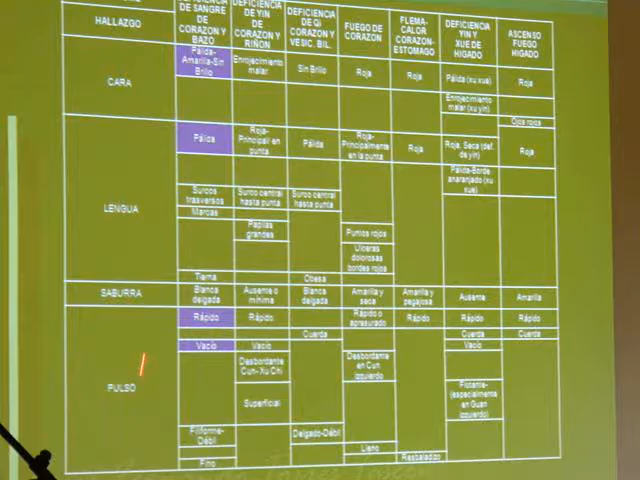 HALLAZGO
DE SANGRE DE CORAZON Y BAZO
DEFICIENCIA DE YIN DE CORAZON Y RIÑON
DEFICIENCIA DE QI CORAZON Y VESIC. BIL.
FUEGO DE CORAZON
FLEMA-CALOR CORAZON-ESTOMAGO
DEFICIENCIA YIN Y XUE DE HIGADO
ASCENSO FUEGO HIGADO
CARA
Pálida-Amarilla-Sin Brillo
Enrojecimiento malar
Sin Brillo
Roja
Roja
Pálida (xu xue)
Roja
Enrojecimiento malar (xu yin)
Ojos rojos
LENGUA
Pálida
Roja-Principall en punta
Pálida
Roja-Principalmente en la punta
Roja
Roja, Seca (def. de yin)
Roja
Pálida-Borde anaranjado (xu xue)
Surcos trasversos
Surco central hasta punta
Surco central hasta punta
Marcas
Papilas grandes
Puntos rojos
Ulceras dolorosas bordes rojos
Tierna
Obesa
SABURRA
Blanca delgada
Ausente o mínima
Blanca delgada
Amarilla y seca
Amarilla y pegajosa
Ausente
Amarilla
PULSO
Rápido
Rápido
Rápido o apresurado
Rápido
Rápido
Rápido
Cuerda
Cuerda
Cuerda
Vacío
Vacío
Vacío
Desbordante Cun- Xu Chi
Desbordante en Cun izquierdo
Superficial
Flotante-(especialmente en Guan izquierdo)
Filiforme-Débil
Delgado-Débil
Lleno
Fino
Resbaladizo